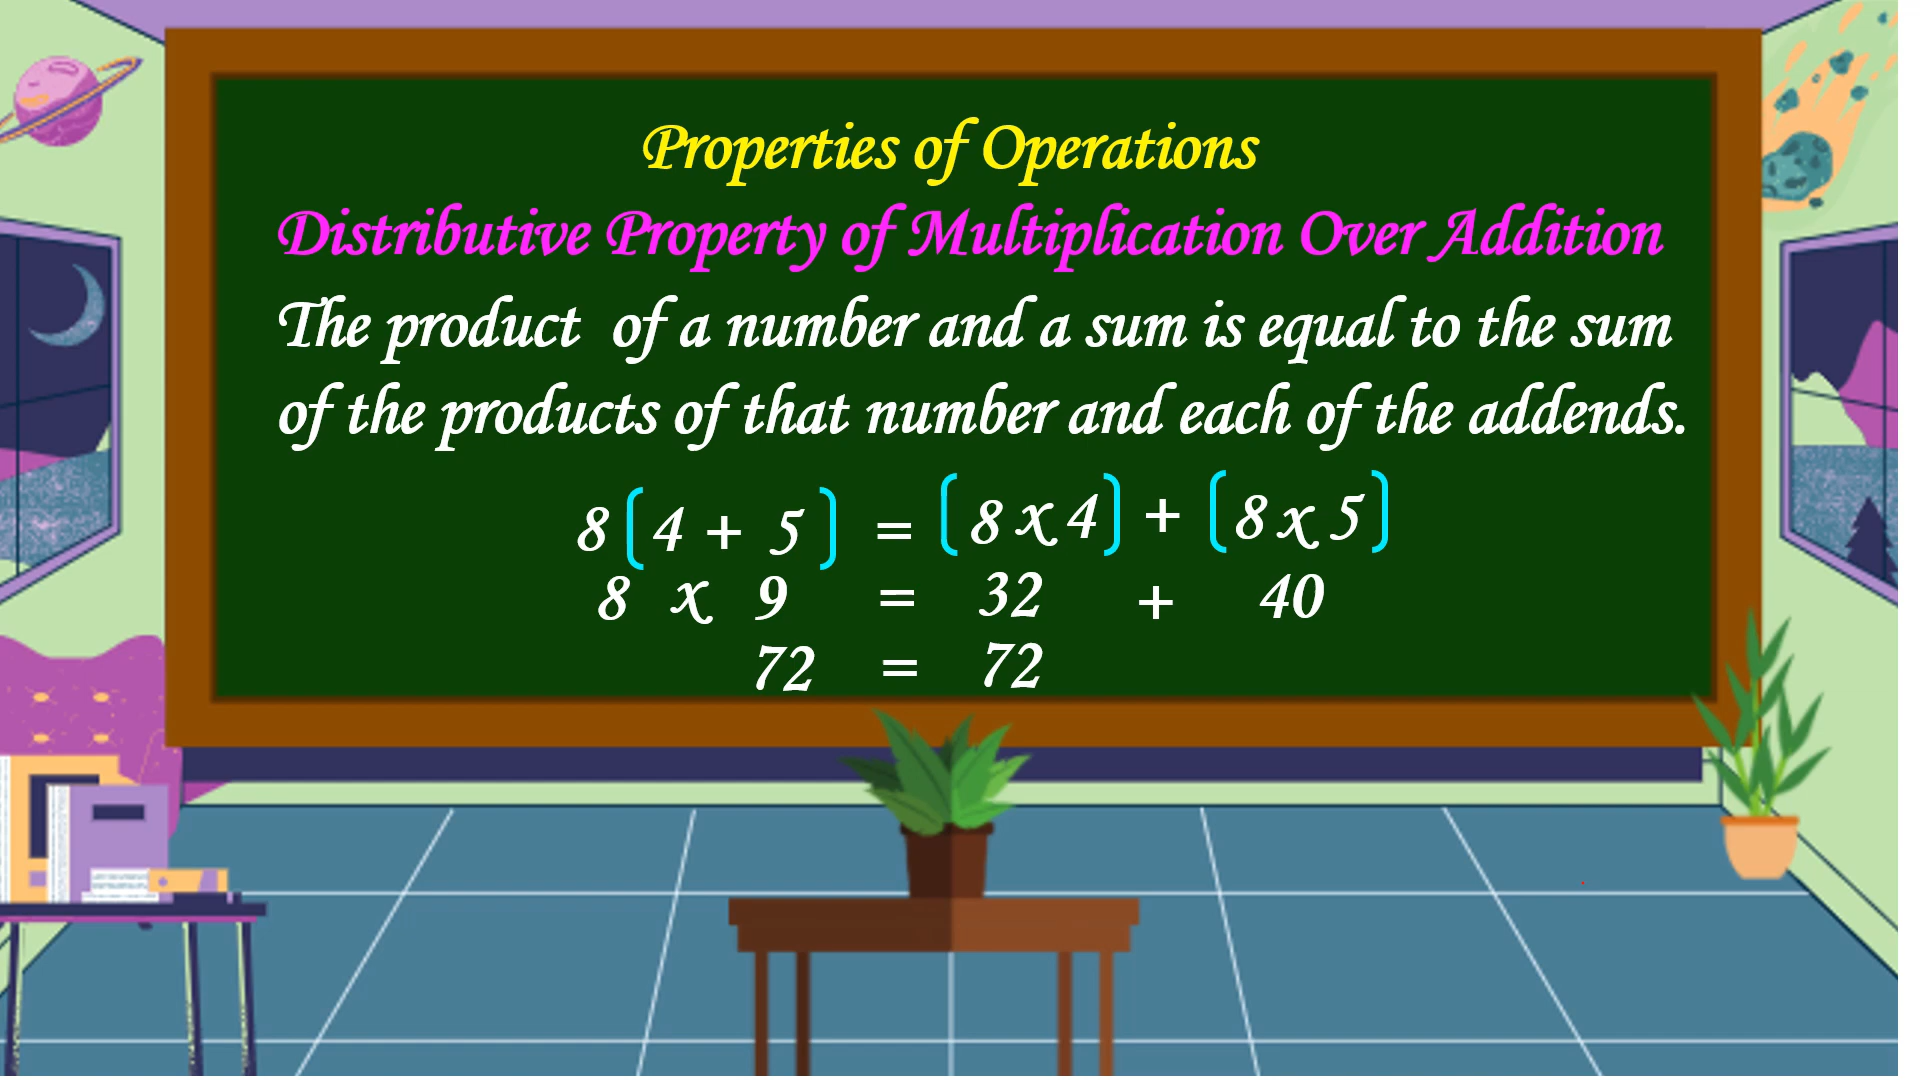 Properties of Operations
Distributive Property of Multiplication Over Addition
The product of a number and a sum is equal to the sum
of the products of that number and each of the addends.
8 (4 + 5) = (8 x 4) + (8 x 5)
8 x 9 = 32 + 40
72 = 72